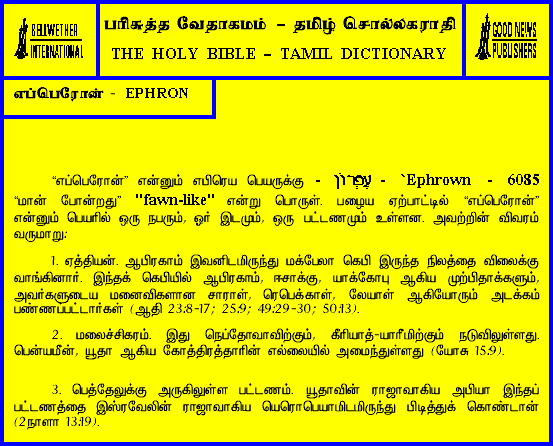 BELLWETHER
INTERNATIONAL
பரிசுத்த வேதாகமம் – தமிழ் சொல்லகராதி
THE HOLY BIBLE – TAMIL DICTIONARY
GOOD NEWS
PUBLISHERS
எப்பெரோன் - EPHRON
“எப்பெரோன்” என்னும் எபிரெய பெயருக்கு - עֶפְרוֹן - `Ephrown - 6085
“மான் போன்றது” "fawn-like" என்று பொருள். பழைய ஏற்பாட்டில் “எப்பெரோன்”
என்னும் பெயரில் ஒரு நபரும், ஓர் இடமும், ஒரு பட்டணமும் உள்ளன. அவற்றின் விவரம்
வருமாறு:
1. ஏத்தியன். ஆபிரகாம் இவனிடமிருந்து மக்பேலா கெபி இருந்த நிலத்தை விலைக்கு
வாங்கினார். இந்தக் கெபியில் ஆபிரகாம், ஈசாக்கு, யாக்கோபு ஆகிய முற்பிதாக்களும்,
அவர்களுடைய மனைவிகளான சாராள், ரெபெக்காள், லேயாள் ஆகியோரும் அடக்கம்
பண்ணப்பட்டார்கள் (ஆதி 23:8-17; 25:9; 49:29-30; 50:13).
2. மலைச்சிகரம். இது நெப்தோவாவிற்கும், கீரியாத்-யாரீமிற்கும் நடுவிலுள்ளது.
பென்யமீன், யூதா ஆகிய கோத்திரத்தாரின் எல்லையில் அமைந்துள்ளது (யோசு 15:9).
3. பெத்தேலுக்கு அருகிலுள்ள பட்டணம். யூதாவின் ராஜாவாகிய அபியா இந்தப்
பட்டணத்தை இஸ்ரவேலின் ராஜாவாகிய யெரொபெயாமிடமிருந்து பிடித்துக் கொண்டான்
(2நாளா 13:19).